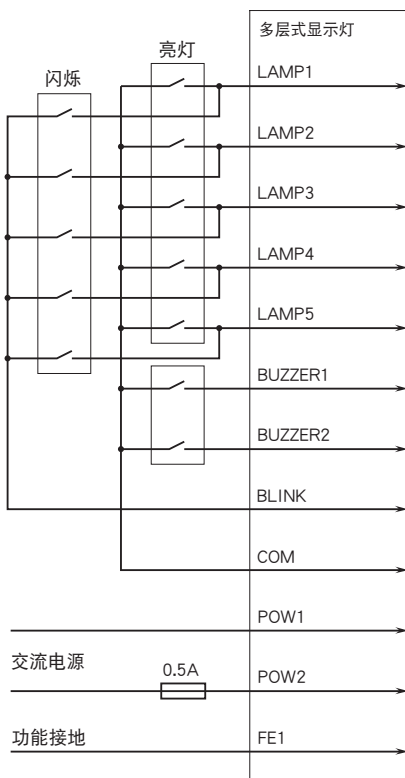 多层式显示灯
亮灯
闪烁
LAMP1
LAMP2
LAMP3
LAMP4
LAMP5
BUZZER1
BUZZER2
BLINK
COM
POW1
交流电源
0.5A
POW2
功能接地
FE1